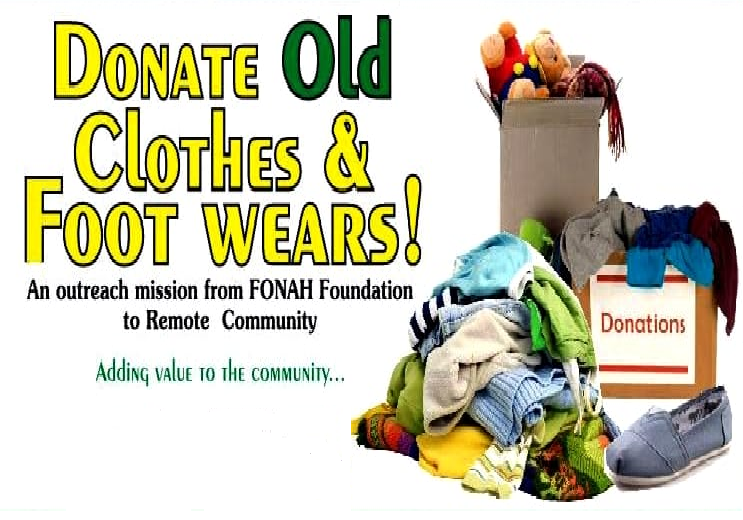 DONATE Old
Clothes &
FOOT WEARS!
An outreach mission from FONAH Foundation
to Remote Community
Adding value to the community...
Donations